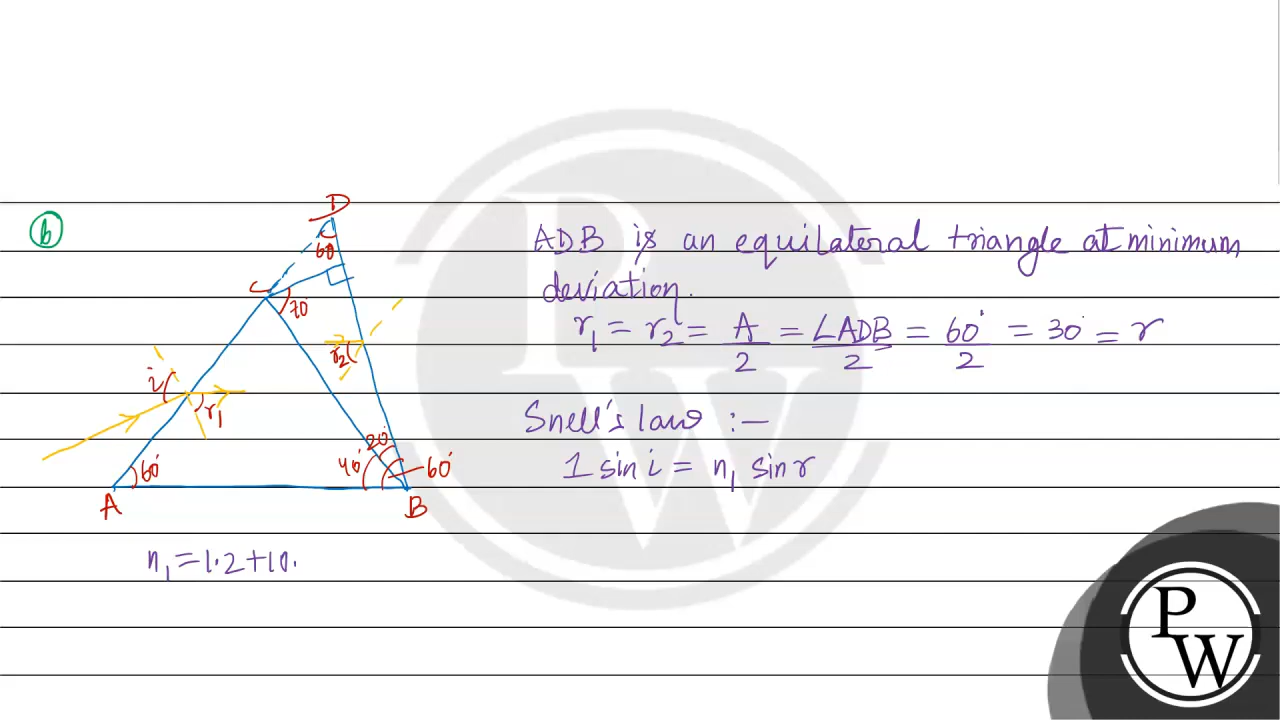 b
D
60
C
70
i
r1
r2
20°
40°
60°
60°
A
B
n1 = 1.2 + 10.
ADB is an equilateral triangle at minimum
deviation.
r1 = r2 = A/2 = ∠ADB/2 = 60°/2 = 30° = r
Snell's law :-
1 sin i = n1 sin r
P
W
P
W